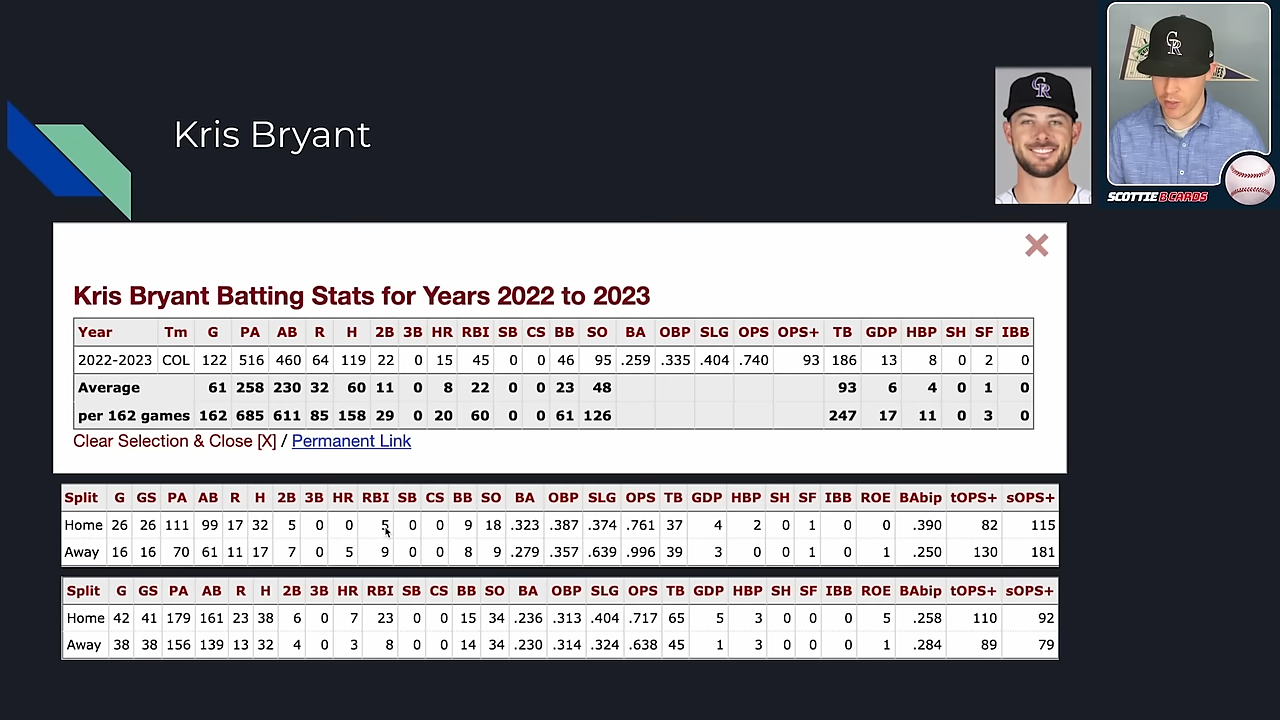 Kris Bryant
CR
CR
SCOTTIE B CARDS
Kris Bryant Batting Stats for Years 2022 to 2023
Year Tm G PA AB R H 2B 3B HR RBI SB CS BB SO BA OBP SLG OPS OPS+ TB GDP HBP SH SF IBB
2022-2023 COL 122 516 460 64 119 22 0 15 45 0 0 46 95 .259 .335 .404 .740 93 186 13 8 0 2 0
Average 61 258 230 32 60 11 0 8 22 0 0 23 48 93 6 4 0 1 0
per 162 games 162 685 611 85 158 29 0 20 60 0 0 61 126 247 17 11 0 3 0
Clear Selection & Close [X] / Permanent Link
Split G GS PA AB R H 2B 3B HR RBI SB CS BB SO BA OBP SLG OPS TB GDP HBP SH SF IBB ROE BAbip tOPS+ sOPS+
Home 26 26 111 99 17 32 5 0 0 5 0 0 9 18 .323 .387 .374 .761 37 4 2 0 1 0 0 .390 82 115
Away 16 16 70 61 11 17 7 0 5 9 0 0 8 9 .279 .357 .639 .996 39 3 0 0 1 0 1 .250 130 181
Split G GS PA AB R H 2B 3B HR RBI SB CS BB SO BA OBP SLG OPS TB GDP HBP SH SF IBB ROE BAbip tOPS+ sOPS+
Home 42 41 179 161 23 38 6 0 7 23 0 0 15 34 .236 .313 .404 .717 65 5 3 0 0 0 5 .258 110 92
Away 38 38 156 139 13 32 4 0 3 8 0 0 14 34 .230 .314 .324 .638 45 1 3 0 0 0 1 .284 89 79